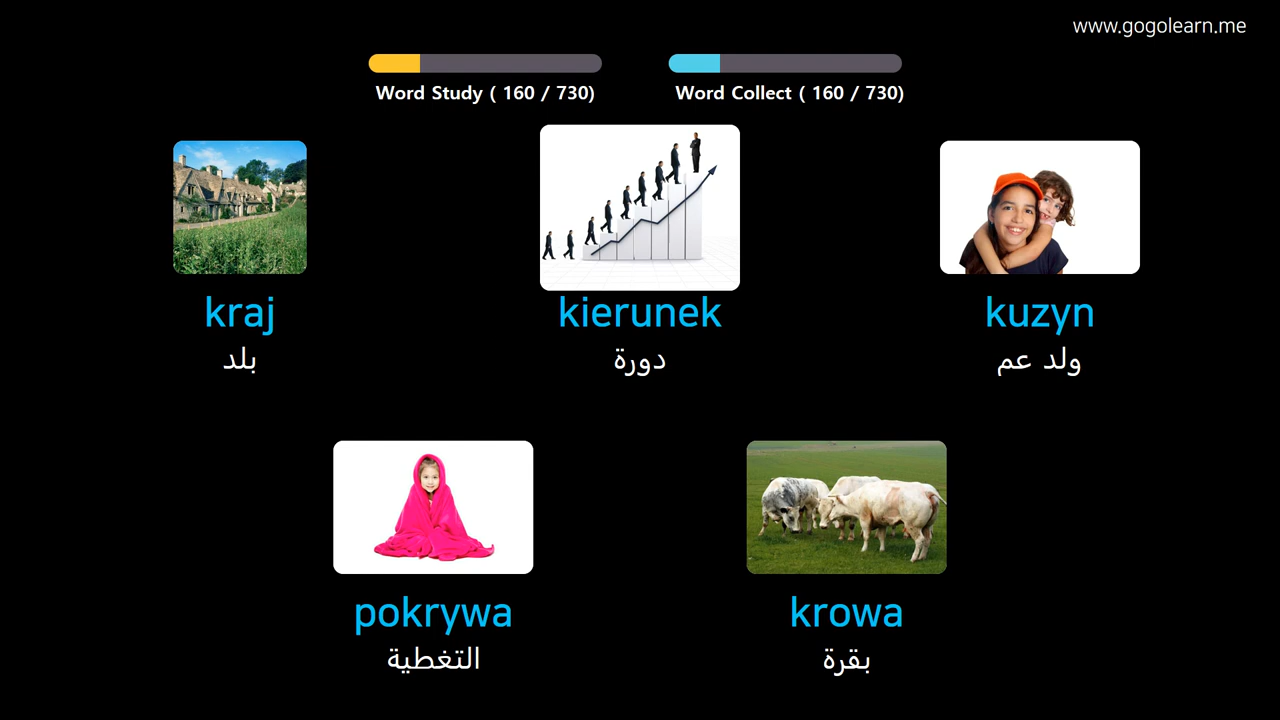 www.gogolearn.me
Word Study ( 160 / 730)
Word Collect ( 160 / 730)
kraj
بلد
kierunek
دورة
kuzyn
ولد عم
pokrywa
التغطية
krowa
بقرة